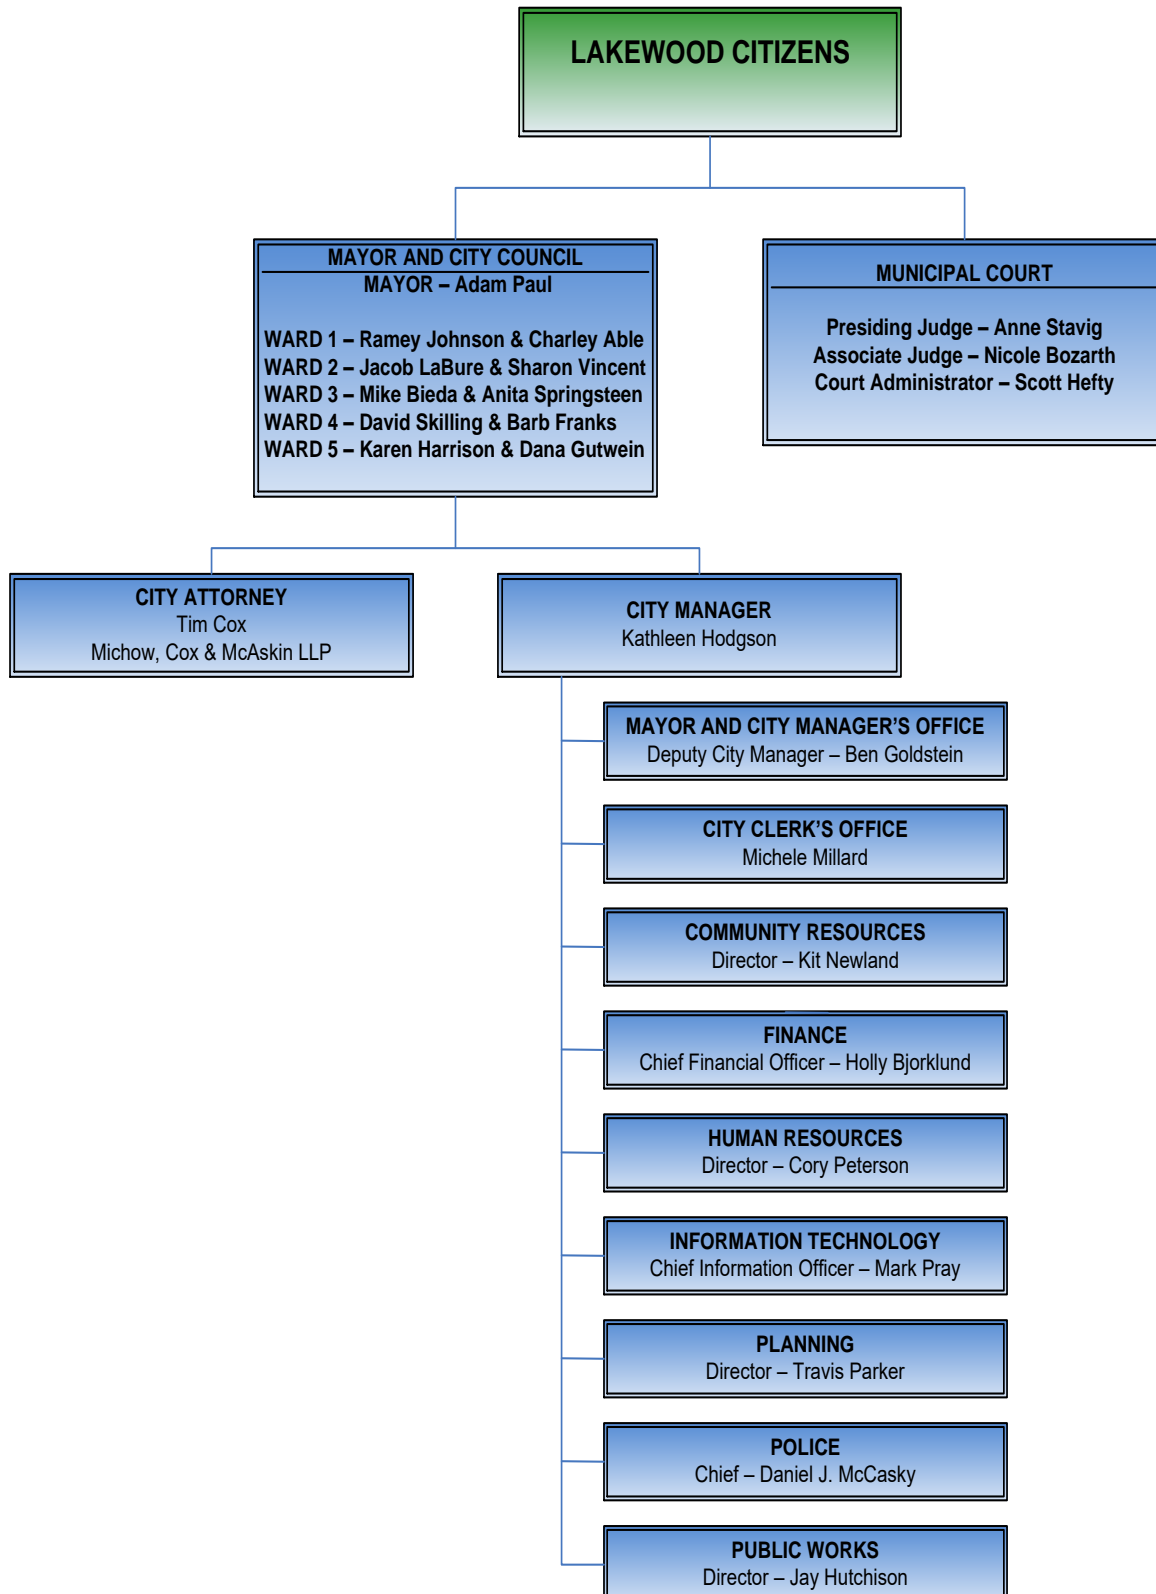 LAKEWOOD CITIZENS
MAYOR AND CITY COUNCIL
MAYOR – Adam Paul
WARD 1 – Ramey Johnson & Charley Able
WARD 2 – Jacob LaBure & Sharon Vincent
WARD 3 – Mike Bieda & Anita Springsteen
WARD 4 – David Skilling & Barb Franks
WARD 5 – Karen Harrison & Dana Gutwein
MUNICIPAL COURT
Presiding Judge – Anne Stavig
Associate Judge – Nicole Bozarth
Court Administrator – Scott Hefty
CITY ATTORNEY
Tim Cox
Michow, Cox & McAskin LLP
CITY MANAGER
Kathleen Hodgson
MAYOR AND CITY MANAGER’S OFFICE
Deputy City Manager – Ben Goldstein
CITY CLERK’S OFFICE
Michele Millard
COMMUNITY RESOURCES
Director – Kit Newland
FINANCE
Chief Financial Officer – Holly Bjorklund
HUMAN RESOURCES
Director – Cory Peterson
INFORMATION TECHNOLOGY
Chief Information Officer – Mark Pray
PLANNING
Director – Travis Parker
POLICE
Chief – Daniel J. McCasky
PUBLIC WORKS
Director – Jay Hutchison